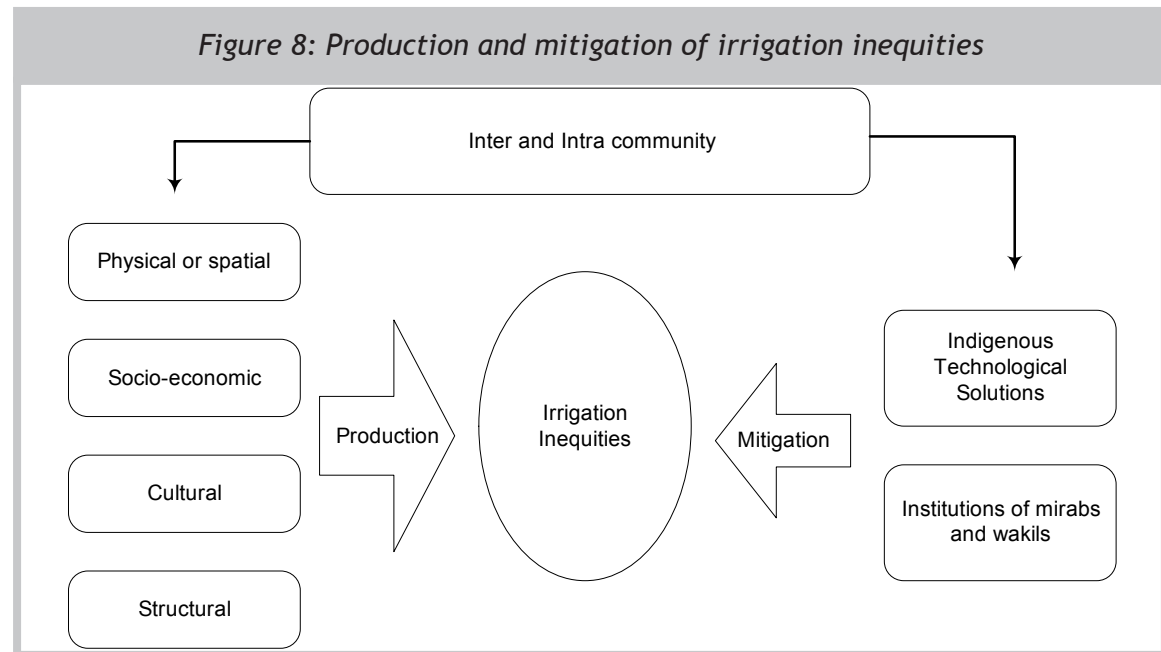 Figure 8: Production and mitigation of irrigation inequities
Inter and Intra community
Physical or spatial
Socio-economic
Cultural
Structural
Production
Irrigation
Inequities
Mitigation
Indigenous
Technological
Solutions
Institutions of mirabs
and wakils